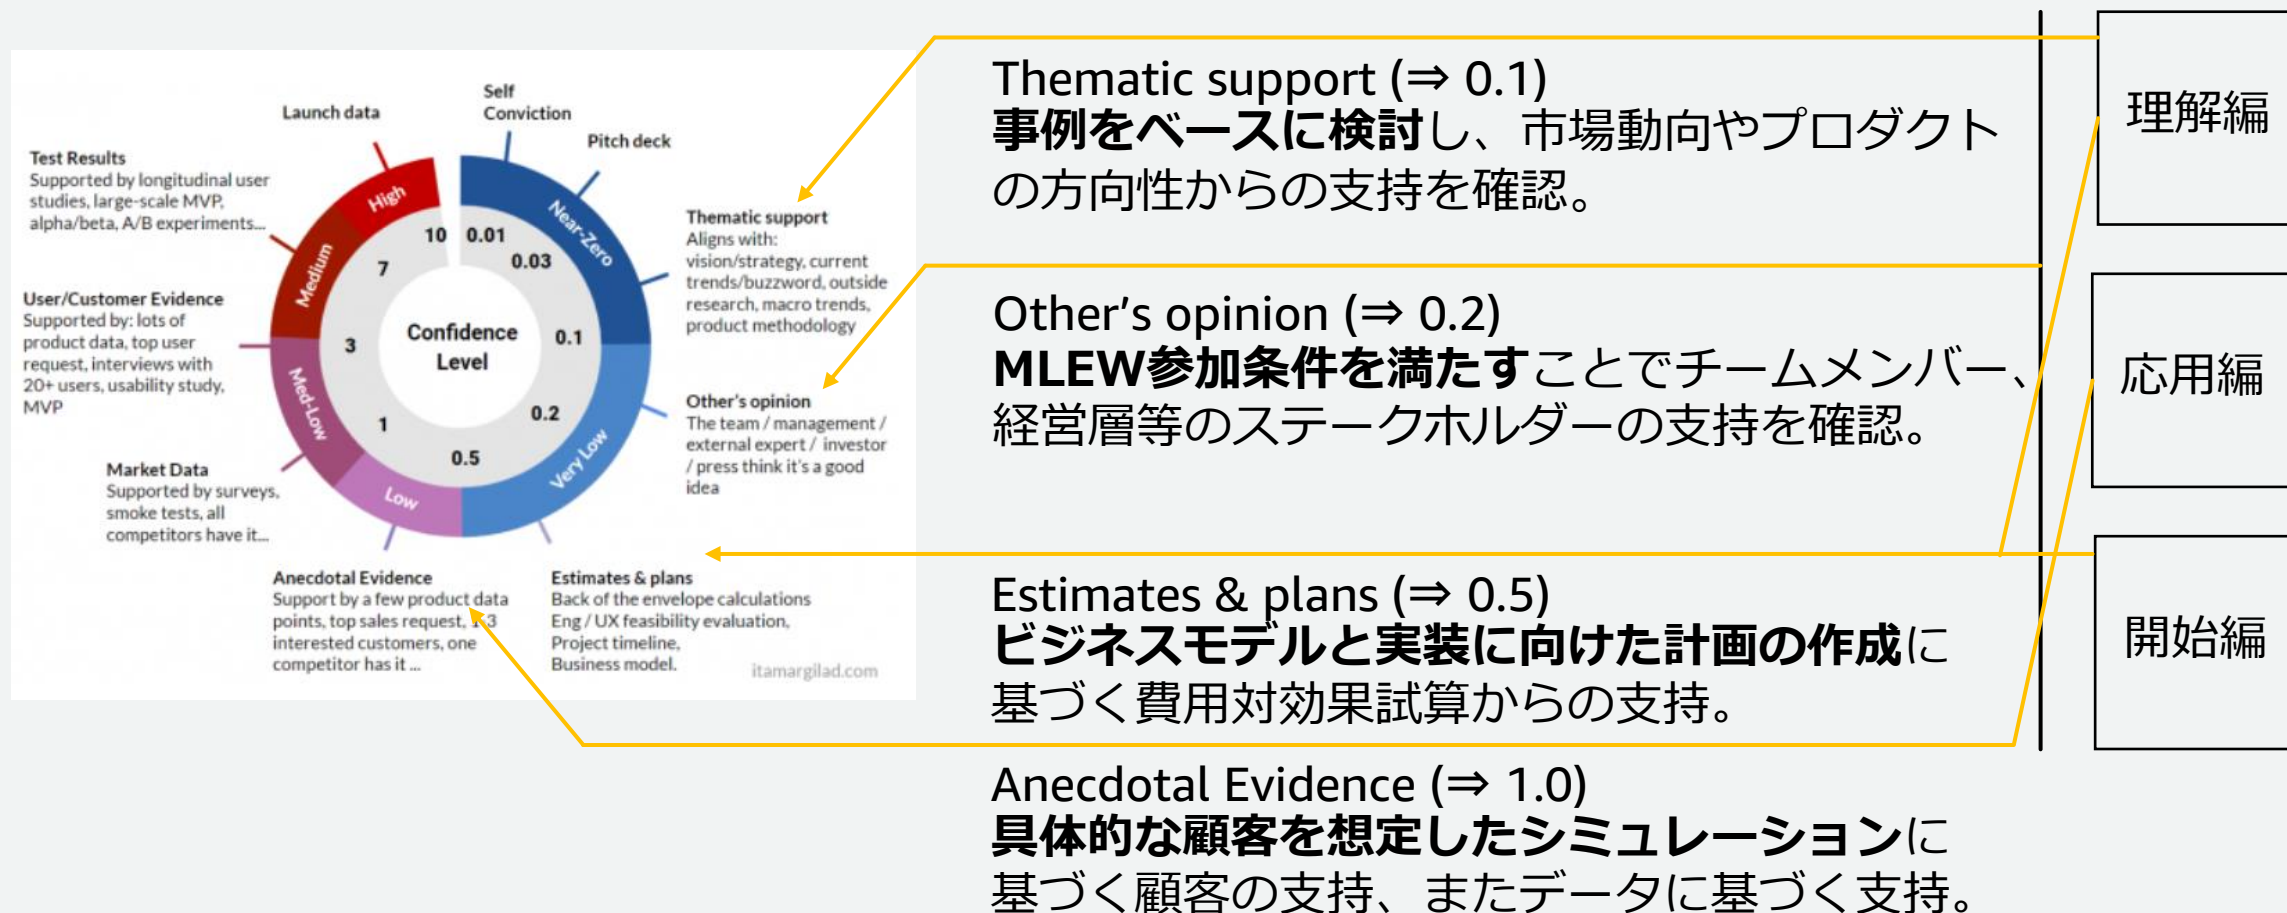 Launch data
Self
Conviction
Pitch deck
Test Results
Supported by longitudinal user
studies, large-scale MVP,
alpha/beta, A/B experiments...
User/Customer Evidence
Supported by: lots of
product data, top user
request, interviews with
20+ users, usability study,
MVP
Market Data
Supported by surveys,
smoke tests, all
competitors have it...
Anecdotal Evidence
Support by a few product data
points, top sales request, 1-3
interested customers, one
competitor has it ...
Estimates & plans
Back of the envelope calculations
Eng / UX feasibility evaluation,
Project timeline,
Business model.
Thematic support
Aligns with:
vision/strategy, current
trends/buzzword, outside
research, macro trends,
product methodology
Other's opinion
The team / management /
external expert / investor
/ press think it's a good
idea
High
Medium
Med-Low
Low
Very Low
Near-Zero
10
7
3
1
0.5
0.2
0.1
0.03
0.01
Confidence
Level
itamargilad.com
Thematic support (⇒ 0.1)
事例をベースに検討し、市場動向やプロダクト
の方向性からの支持を確認。
Other's opinion (⇒ 0.2)
MLEW参加条件を満たすことでチームメンバー、
経営層等のステークホルダーの支持を確認。
Estimates & plans (⇒ 0.5)
ビジネスモデルと実装に向けた計画の作成に
基づく費用対効果試算からの支持。
Anecdotal Evidence (⇒ 1.0)
具体的な顧客を想定したシミュレーションに
基づく顧客の支持、またデータに基づく支持。
理解編
応用編
開始編